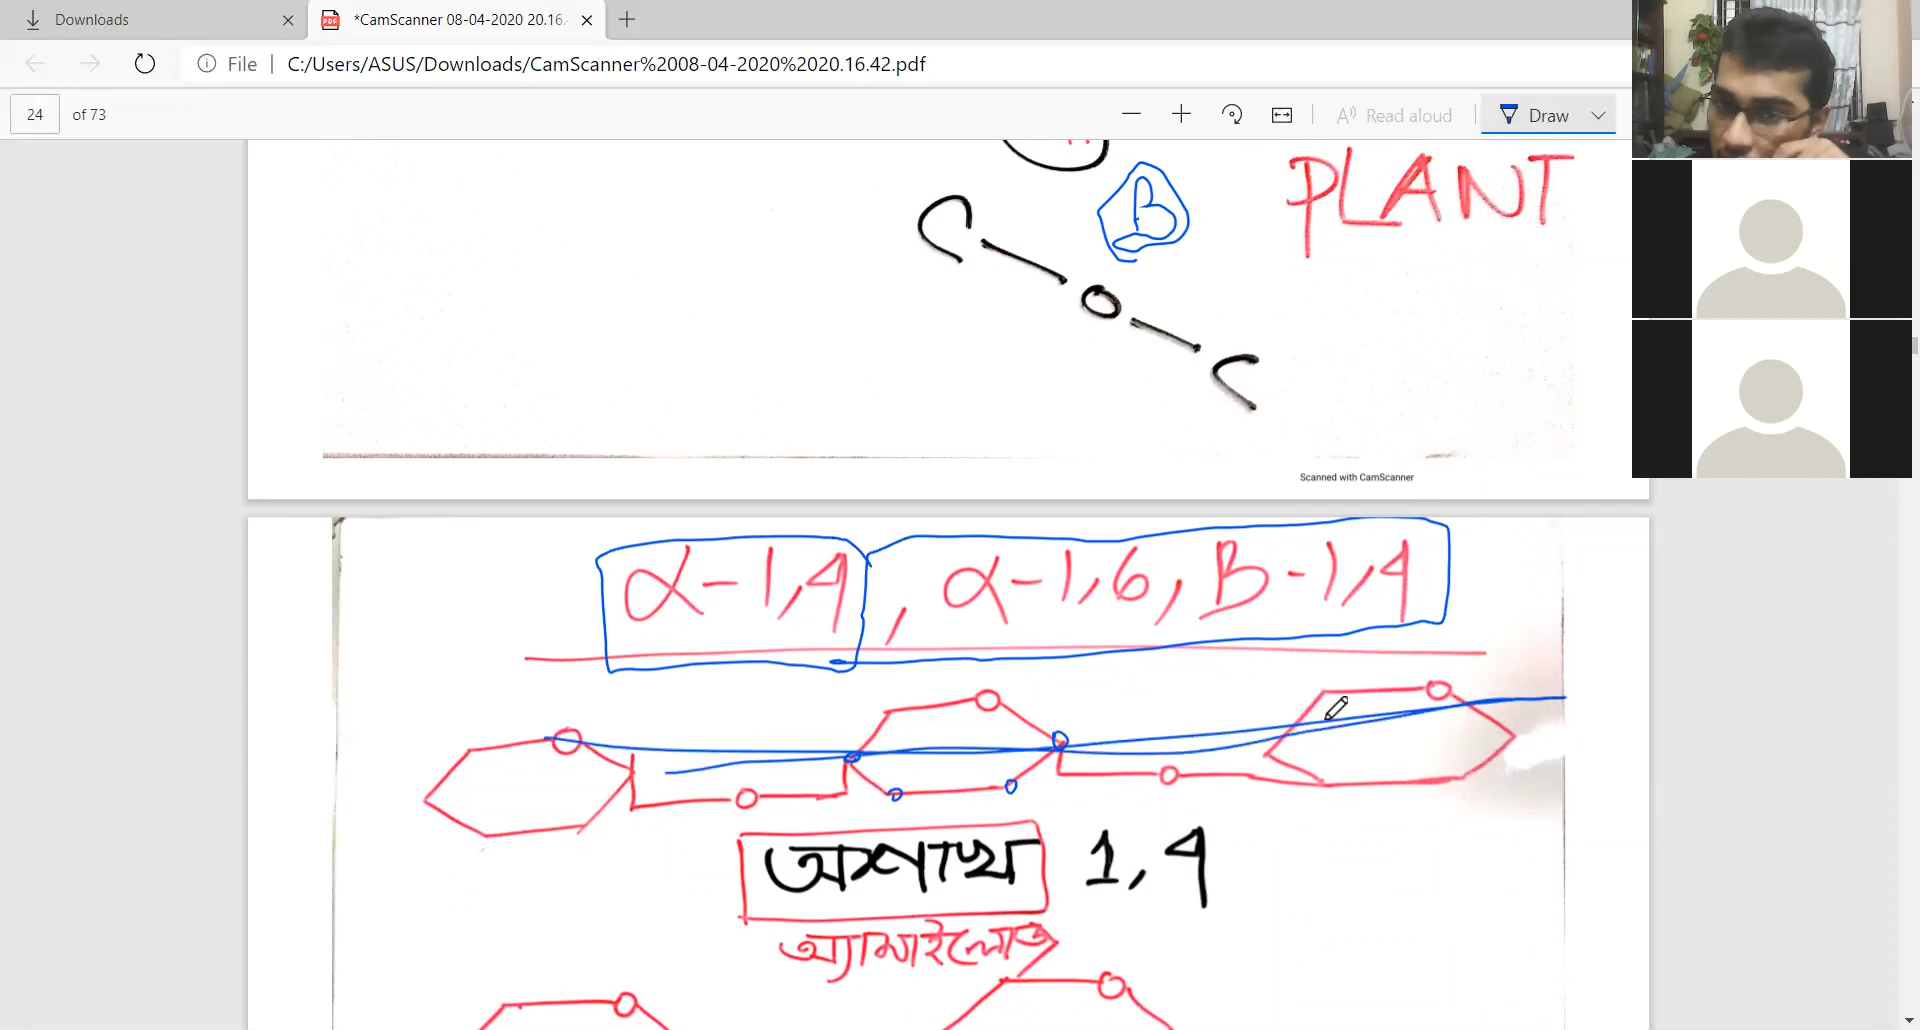 Downloads
*CamScanner 08-04-2020 20.16.
File
C:/Users/ASUS/Downloads/CamScanner%2008-04-2020%2020.16.42.pdf
24 of 73
Read aloud
Draw
PLANT
B
C-O-C
Scanned with CamScanner
α-1,4, α-1,6, B-1,4
অশাখ 1,4
অ্যামাইলোজ